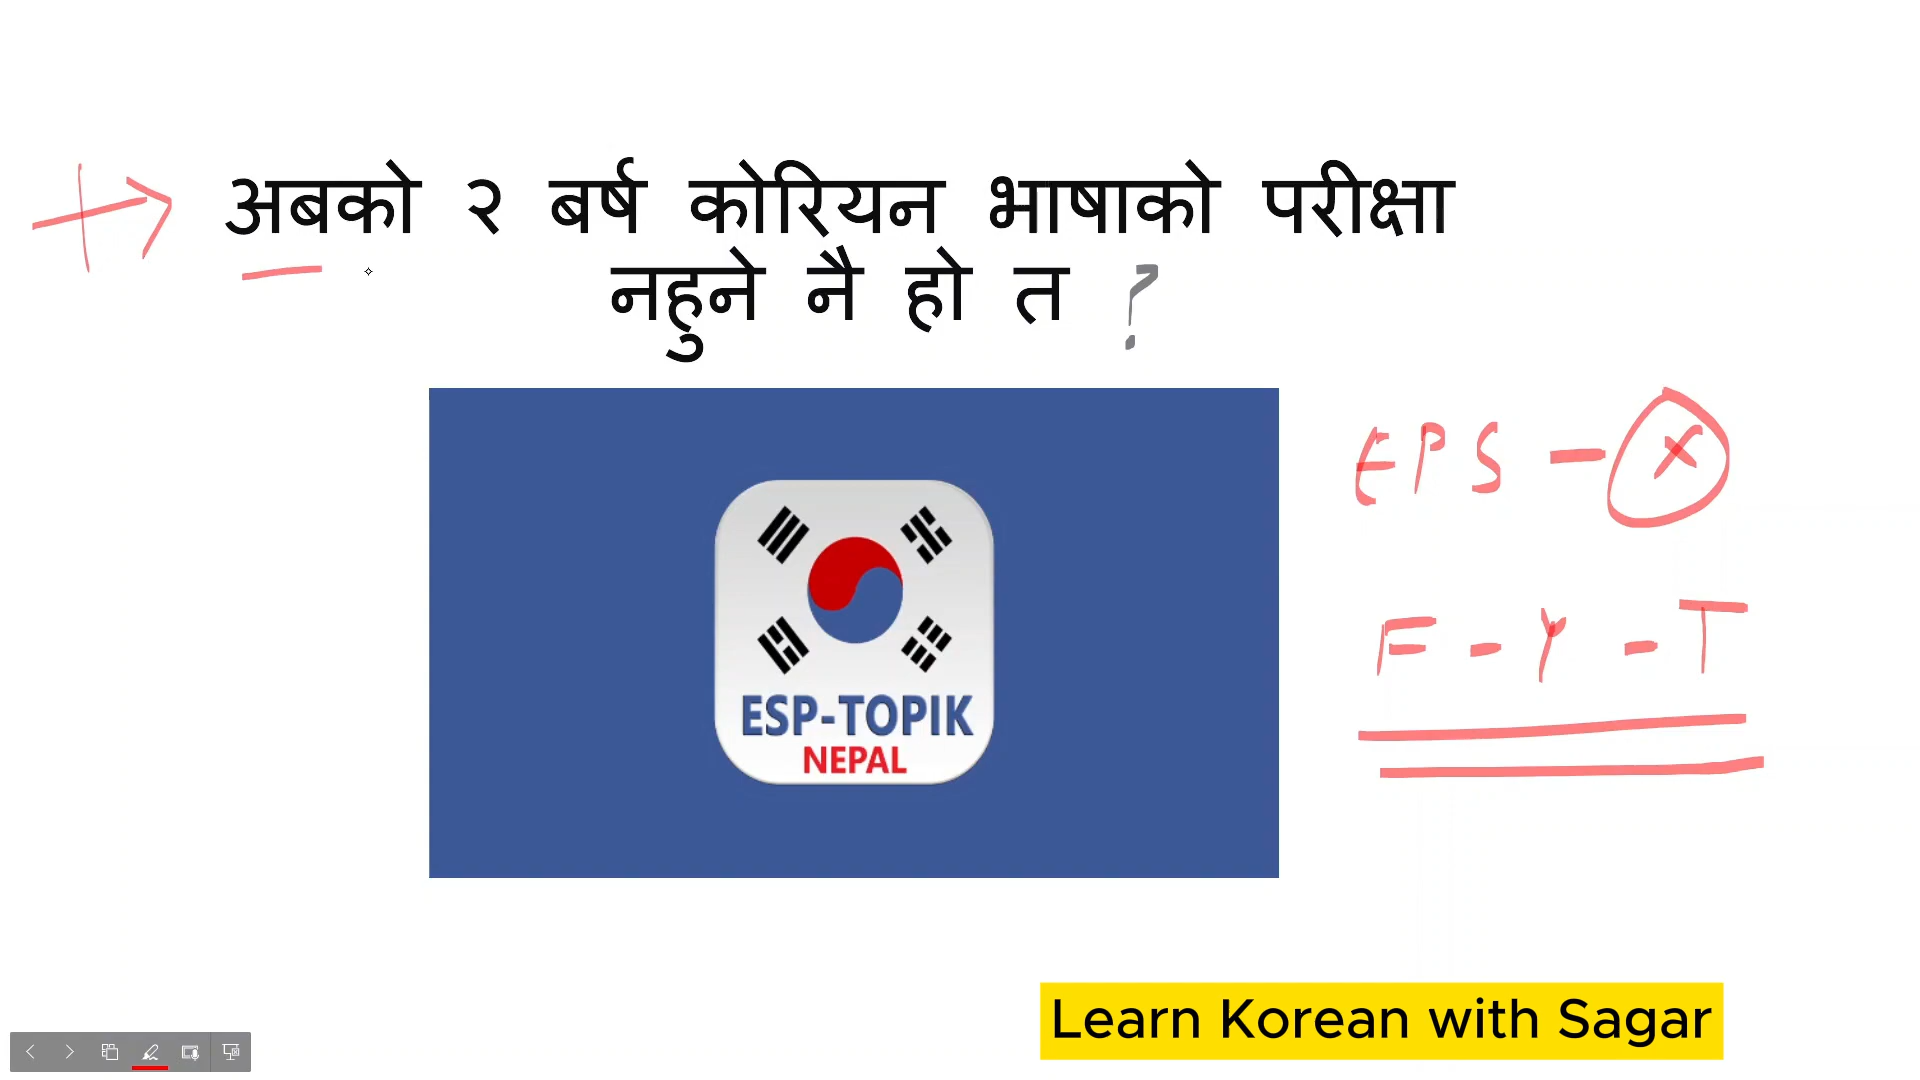 अबको २ बर्ष कोरियन भाषाको परीक्षा
नहुने नै हो त ?
EPS - X
F - Y - T
ESP-TOPIK
NEPAL
Learn Korean with Sagar